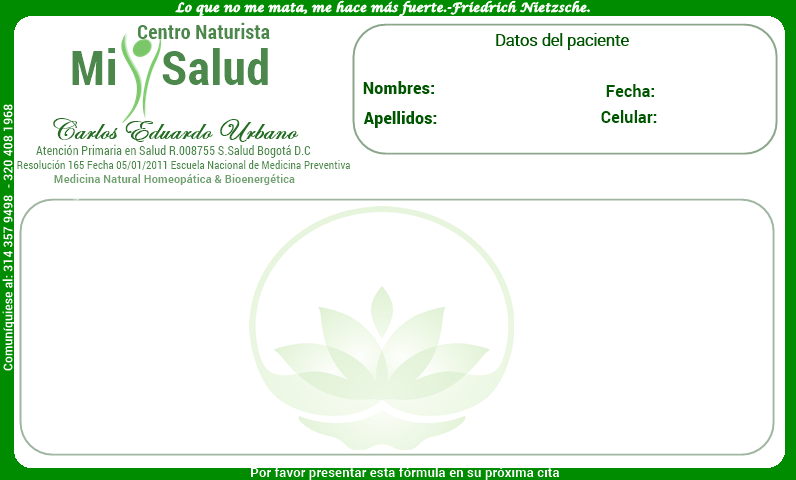 Lo que no me mata, me hace más fuerte.-Friedrich Nietzsche.
Centro Naturista
Mi Salud
Carlos Eduardo Urbano
Atención Primaria en Salud R.008755 S.Salud Bogotá D.C
Resolución 165 Fecha 05/01/2011 Escuela Nacional de Medicina Preventiva
Medicina Natural Homeopática & Bioenergética
Datos del paciente
Nombres:
Fecha:
Apellidos:
Celular:
Comuníquiese al: 314 357 9498 - 320 408 1968
Por favor presentar esta fórmula en su próxima cita